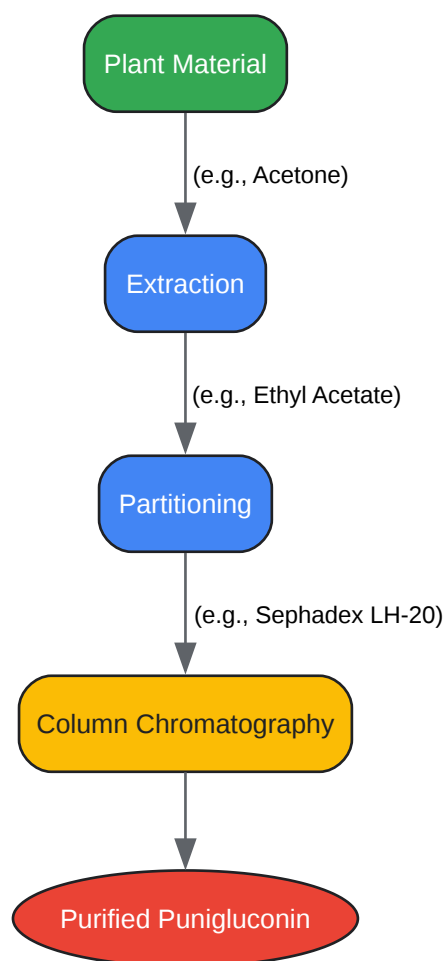 Plant Material
(e.g., Acetone)
Extraction
(e.g., Ethyl Acetate)
Partitioning
(e.g., Sephadex LH-20)
Column Chromatography
Purified Punigluconin